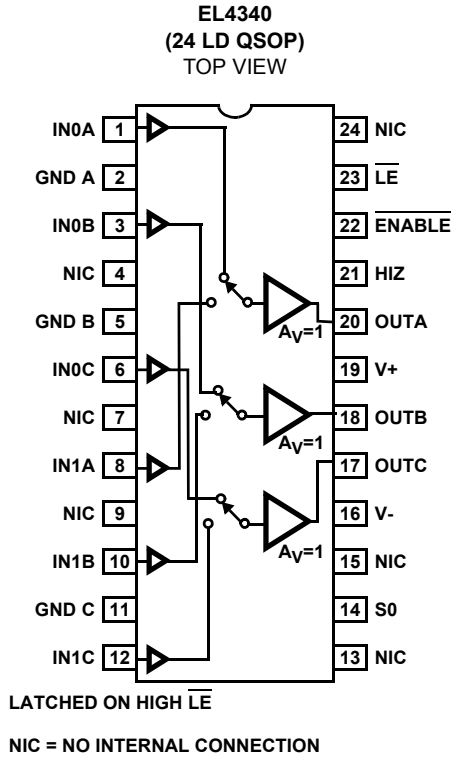 EL4340
(24 LD QSOP)
TOP VIEW
IN0A 1
24 NIC
GND A 2
23 LE
IN0B 3
22 ENABLE
NIC 4
21 HIZ
GND B 5
AV=1
20 OUTA
IN0C 6
19 V+
NIC 7
18 OUTB
AV=1
IN1A 8
17 OUTC
NIC 9
16 V-
AV=1
IN1B 10
15 NIC
GND C 11
14 S0
IN1C 12
13 NIC
LATCHED ON HIGH LE
NIC = NO INTERNAL CONNECTION